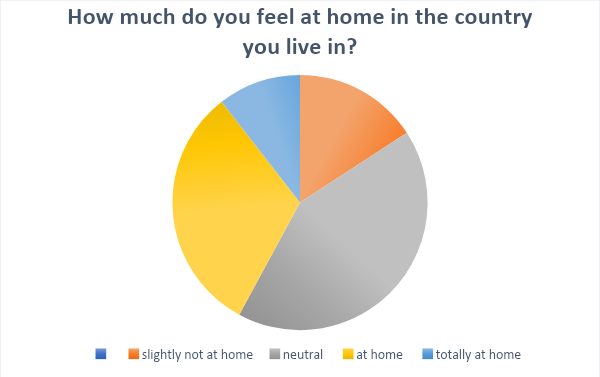 How much do you feel at home in the country
you live in?
slightly not at home neutral at home totally at home